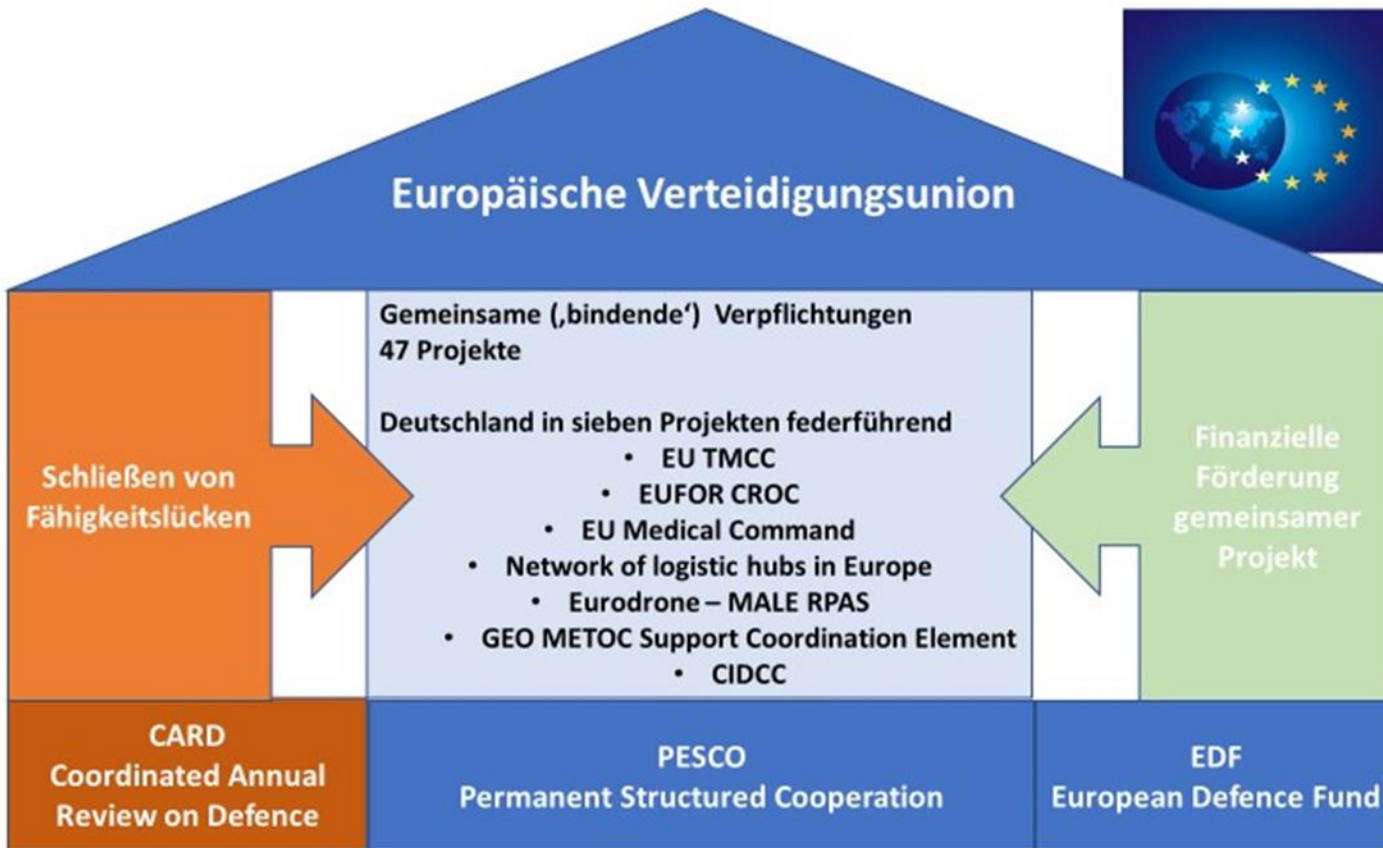 Europäische Verteidigungsunion
Schließen von
Fähigkeitslücken
Gemeinsame (‚bindende‘) Verpflichtungen
47 Projekte
Deutschland in sieben Projekten federführend
• EU TMCC
• EUFOR CROC
• EU Medical Command
• Network of logistic hubs in Europe
• Eurodrone – MALE RPAS
• GEO METOC Support Coordination Element
• CIDCC
Finanzielle
Förderung
gemeinsamer
Projekt
CARD
Coordinated Annual
Review on Defence
PESCO
Permanent Structured Cooperation
EDF
European Defence Fund